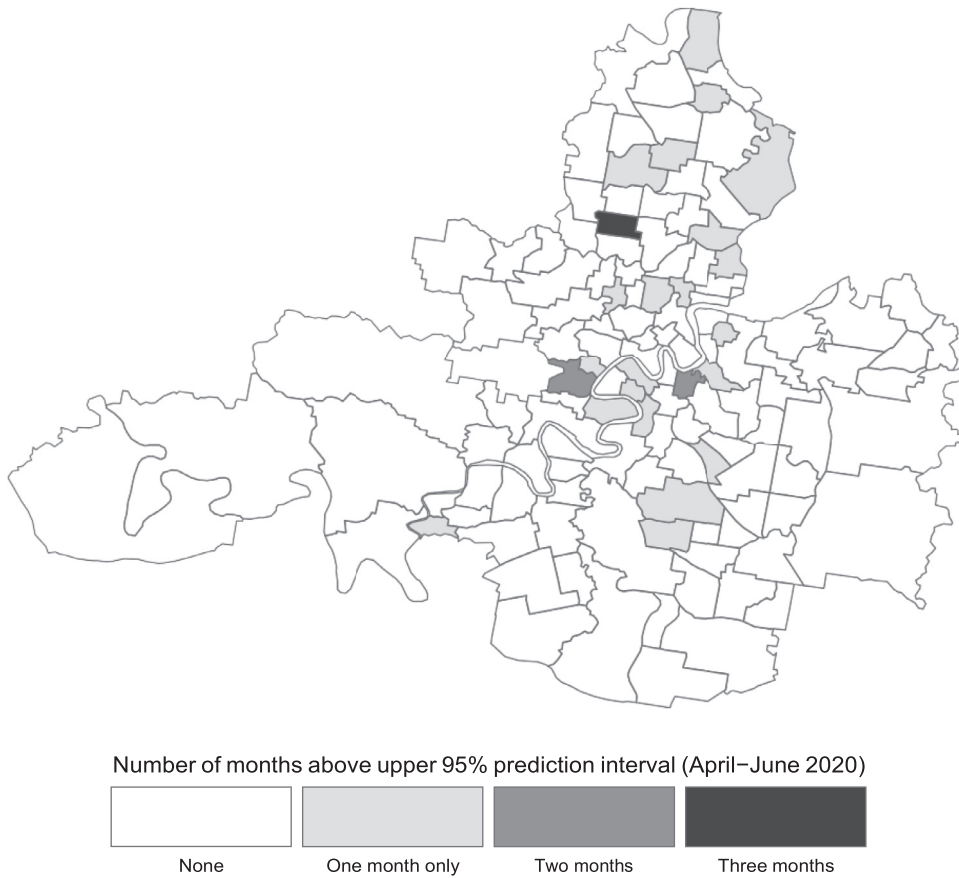 Number of months above upper 95% prediction interval (April−June 2020)
None
One month only
Two months
Three months